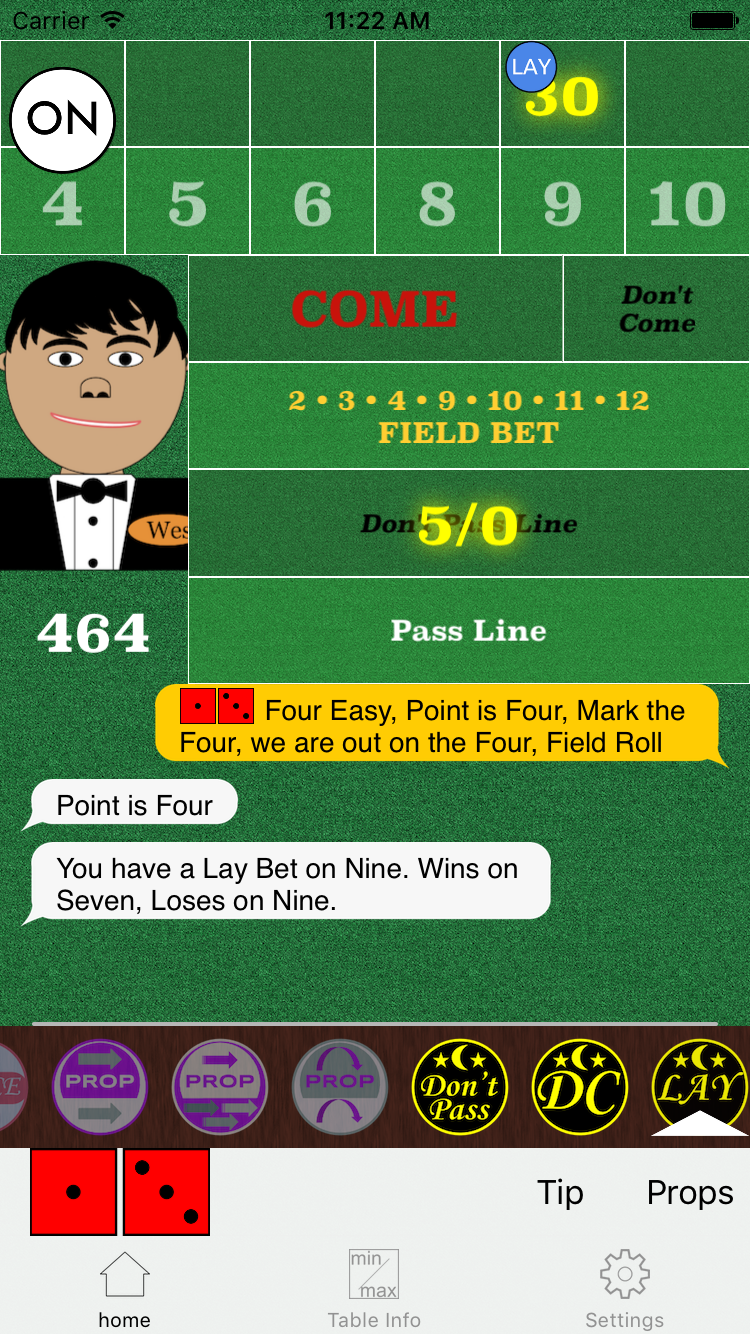 Carrier 11:22 AM
ON
LAY
30
4 5 6 8 9 10
COME
Don't
Come
2 • 3 • 4 • 9 • 10 • 11 • 12
FIELD BET
Don't Pass Line
5/0
Wes
464
Pass Line
Four Easy, Point is Four, Mark the
Four, we are out on the Four, Field Roll
Point is Four
You have a Lay Bet on Nine. Wins on
Seven, Loses on Nine.
PROP PROP PROP
Don't
Pass
DC
LAY
Tip Props
min
max
home Table Info Settings